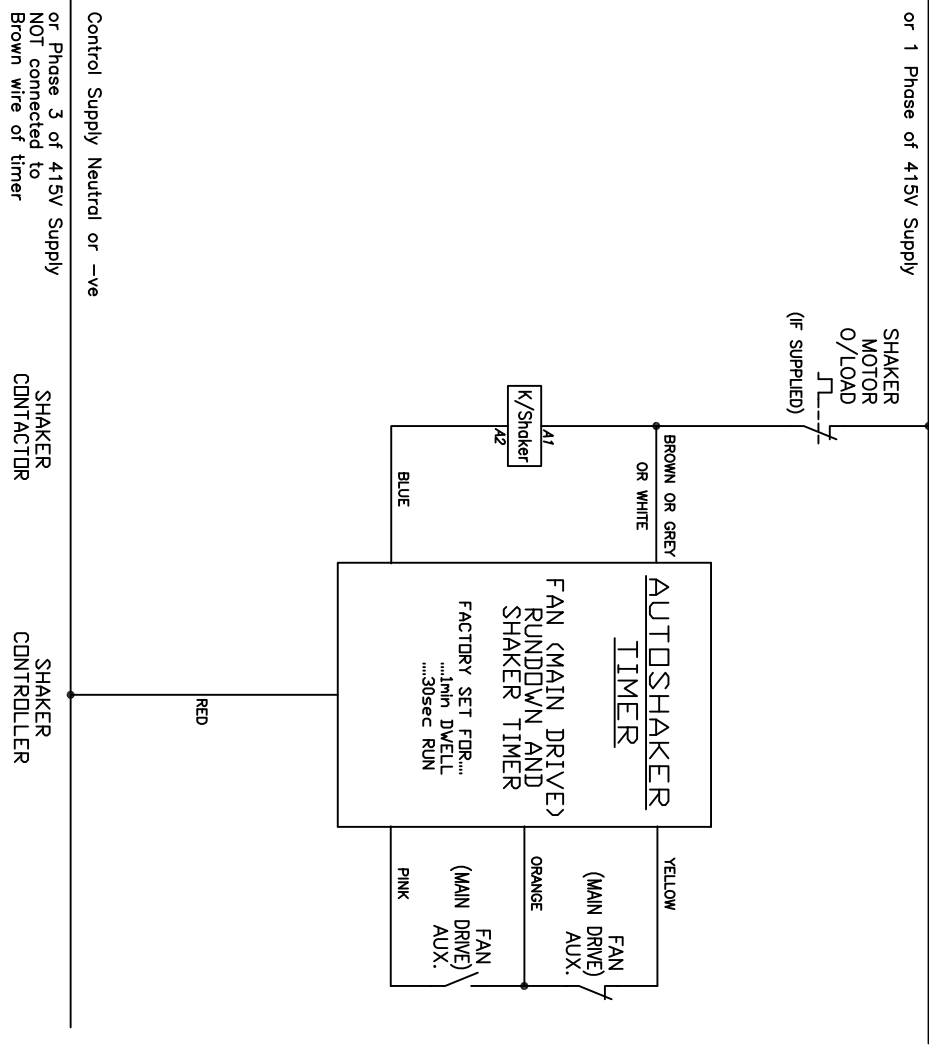 or 1 Phase of 415V Supply
SHAKER
MOTOR
O/LOAD
(IF SUPPLIED)
BROWN OR GREY
OR WHITE
A1
K/Shaker
A2
BLUE
AUTOSHAKER
TIMER
FAN (MAIN DRIVE)
RUNDOWN AND
SHAKER TIMER
FACTORY SET FOR....
....1min DWELL
....30sec RUN
YELLOW
FAN
(MAIN DRIVE)
AUX.
ORANGE
FAN
(MAIN DRIVE)
AUX.
PINK
RED
Control Supply Neutral or -ve
or Phase 3 of 415V Supply
NOT connected to
Brown wire of timer
SHAKER
CONTACTOR
SHAKER
CONTROLLER